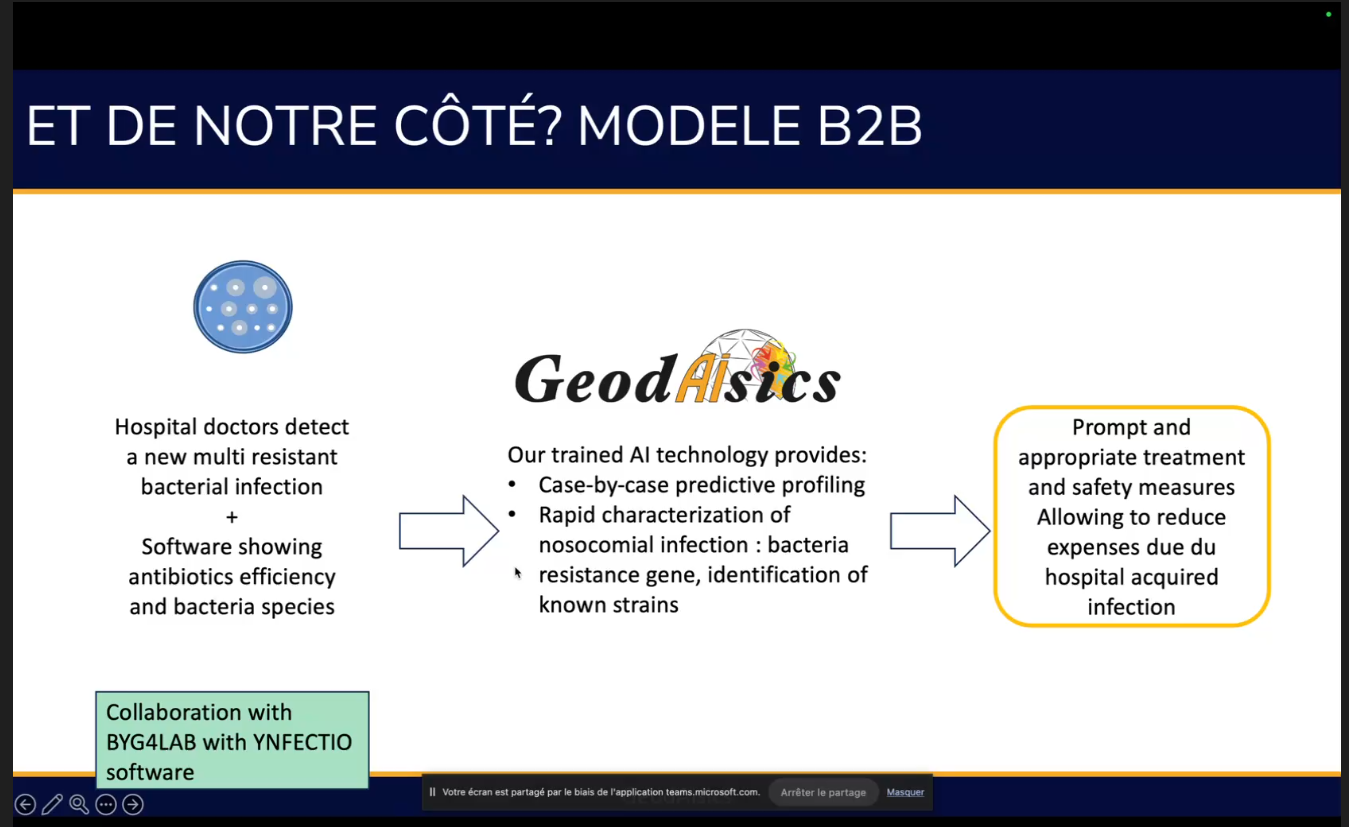 ET DE NOTRE CÔTÉ? MODELE B2B
Hospital doctors detect
a new multi resistant
bacterial infection
+
Software showing
antibiotics efficiency
and bacteria species
GeodAisics
Our trained AI technology provides:
• Case-by-case predictive profiling
• Rapid characterization of
nosocomial infection : bacteria
resistance gene, identification of
known strains
Prompt and
appropriate treatment
and safety measures
Allowing to reduce
expenses due du
hospital acquired
infection
Collaboration with
BYG4LAB with YNFECTIO
software
Votre écran est partagé par le biais de l'application teams.microsoft.com.
Arrêter le partage
Masquer